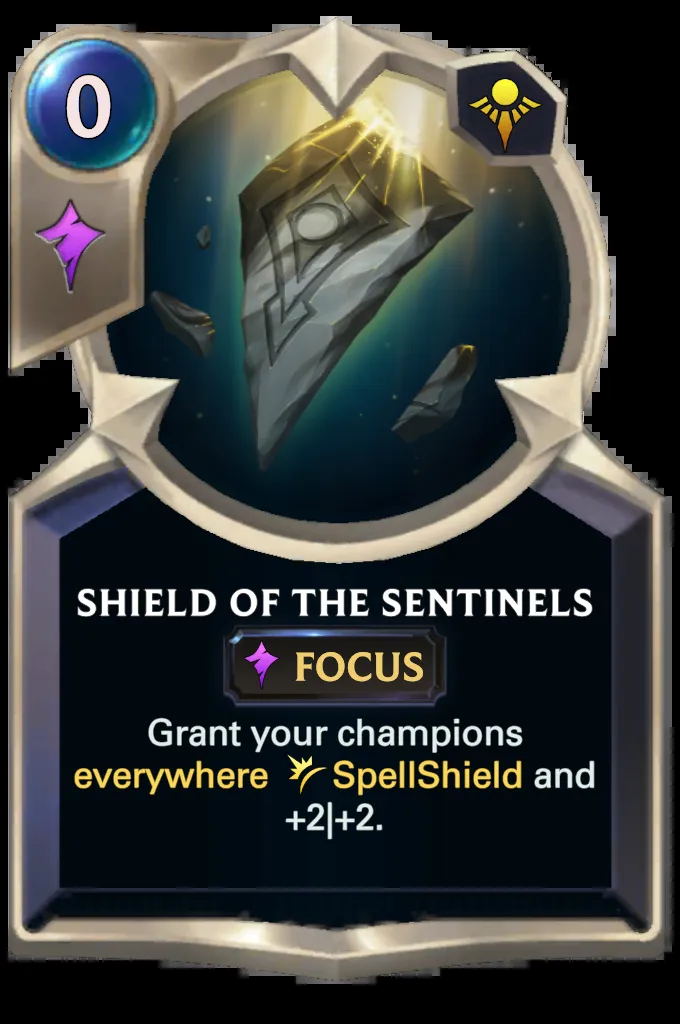 0
SHIELD OF THE SENTINELS
FOCUS
Grant your champions
everywhere SpellShield and
+2|+2.